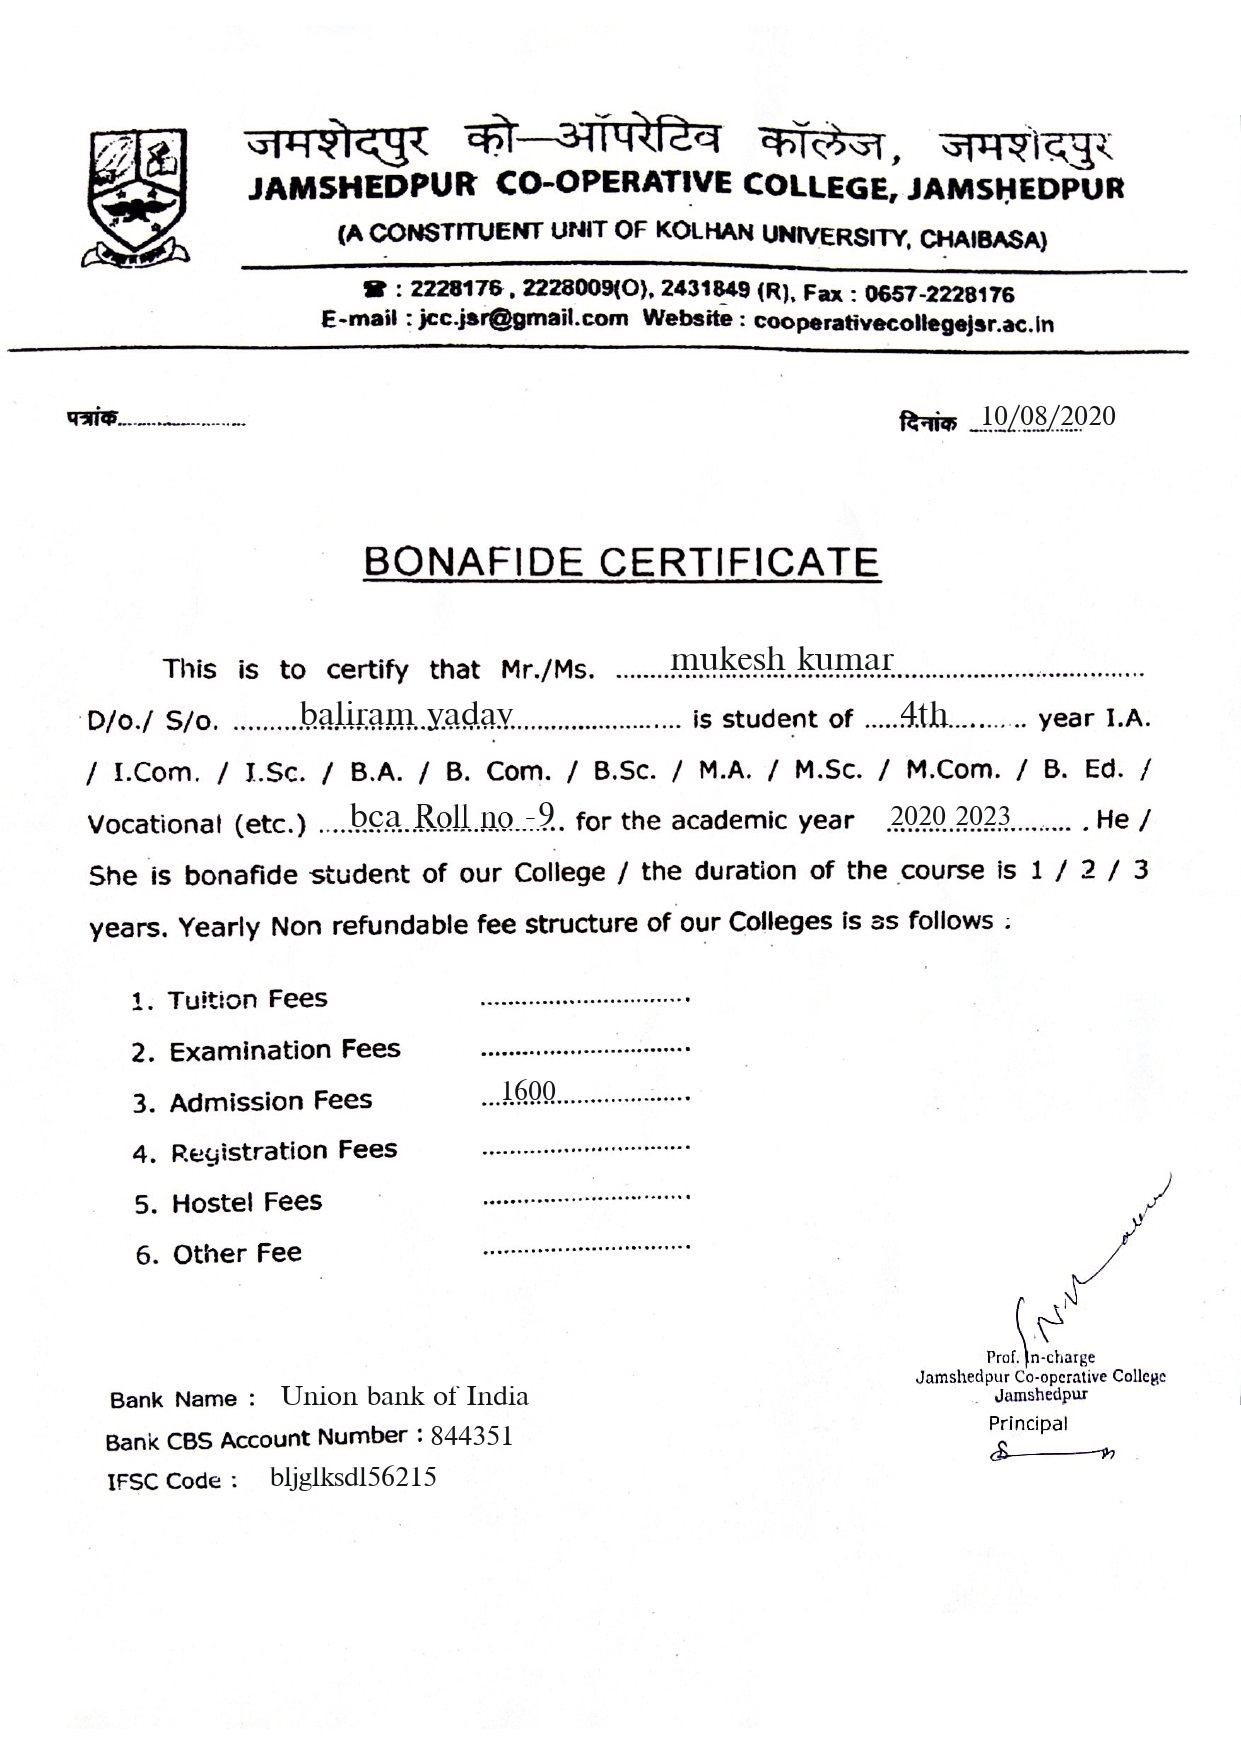 जमशेदपुर को-ऑपरेटिव कॉलेज, जमशेदपुर
JAMSHEDPUR CO-OPERATIVE COLLEGE, JAMSHEDPUR
(A CONSTITUENT UNIT OF KOLHAN UNIVERSITY, CHAIBASA)
☎ : 2228176 , 2228009(O), 2431849 (R), Fax : 0657-2228176
E-mail : jcc.jsr@gmail.com Website : cooperativecollegejsr.ac.in
पत्रांक.................... दिनांक 10/08/2020
BONAFIDE CERTIFICATE
This is to certify that Mr./Ms. mukesh kumar
D/o./ S/o. baliram yadav is student of 4th year I.A.
/ I.Com. / I.Sc. / B.A. / B. Com. / B.Sc. / M.A. / M.Sc. / M.Com. / B. Ed. /
Vocational (etc.) bca Roll no -9 for the academic year 2020 2023 . He /
She is bonafide student of our College / the duration of the course is 1 / 2 / 3
years. Yearly Non refundable fee structure of our Colleges is as follows :
1. Tuition Fees
2. Examination Fees
3. Admission Fees 1600
4. Registration Fees
5. Hostel Fees
6. Other Fee
Prof. In-charge
Jamshedpur Co-operative College
Jamshedpur
Principal
Bank Name : Union bank of India
Bank CBS Account Number : 844351
IFSC Code : bljglksdl56215